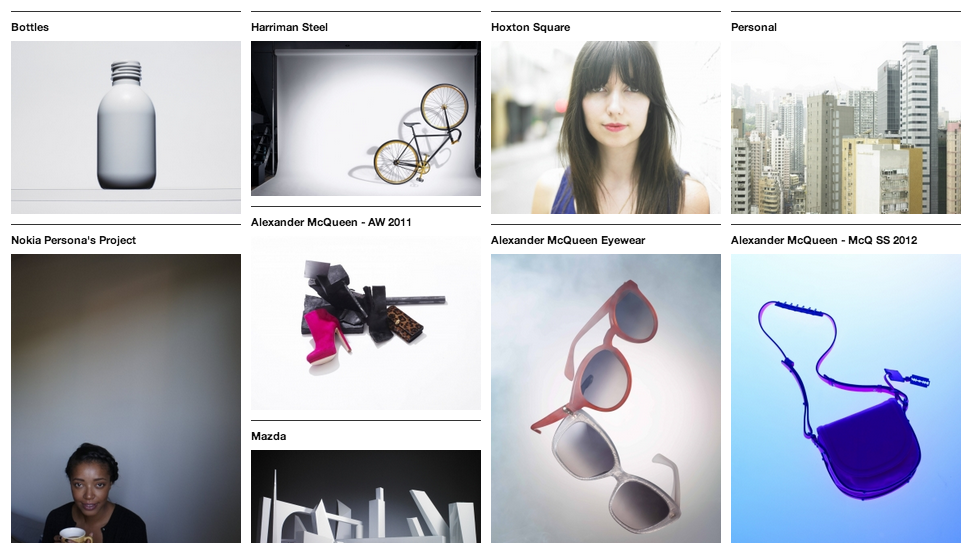 Bottles
Harriman Steel
Hoxton Square
Personal
Nokia Persona's Project
Alexander McQueen - AW 2011
Alexander McQueen Eyewear
Alexander McQueen - McQ SS 2012
Mazda